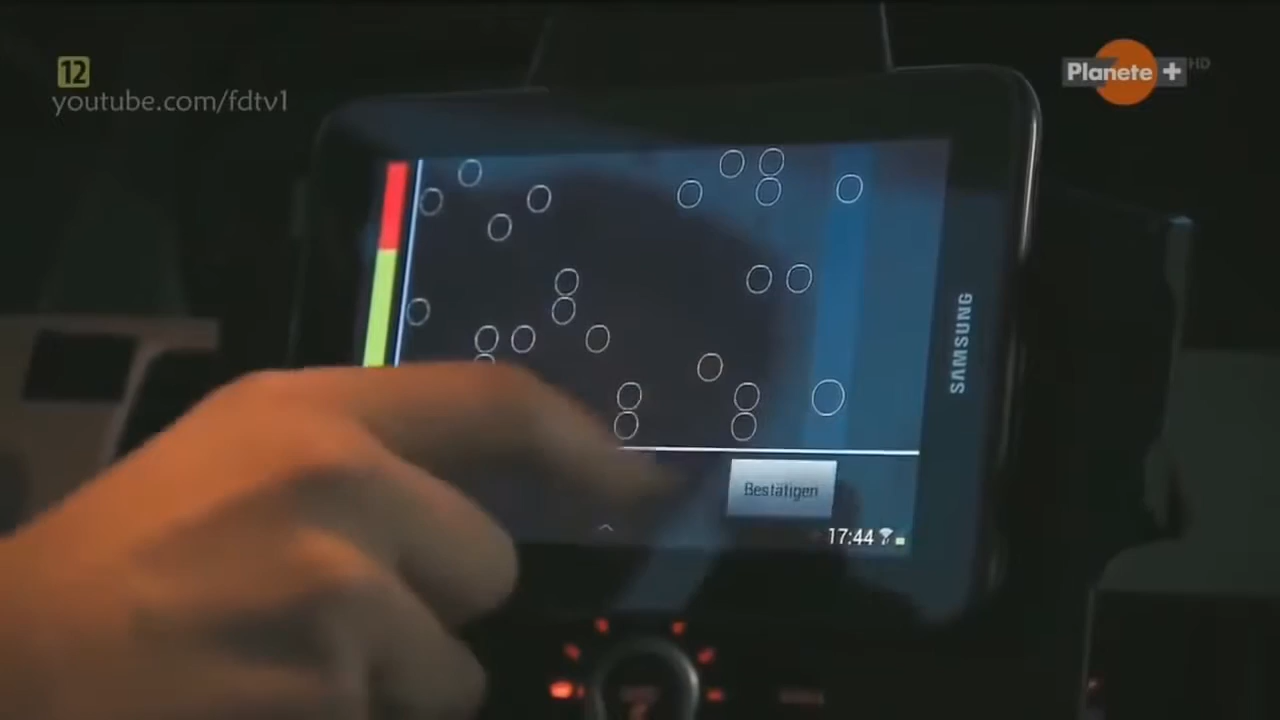 12
youtube.com/fdtv1
Planete +
HD
SAMSUNG
Bestätigen
17:44